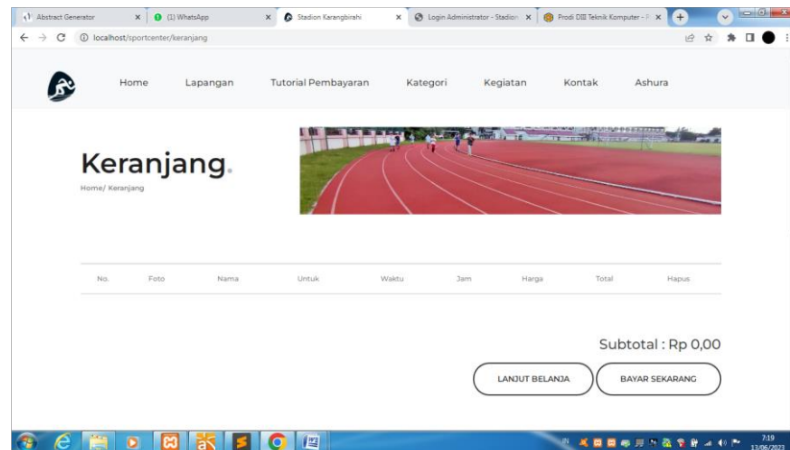 Abstract Generator
(1) WhatsApp
Stadion Karangbirahi
Login Administrator - Stadion
Prodi DIII Teknik Komputer - P
localhost/sportcenter/keranjang
Home Lapangan Tutorial Pembayaran Kategori Kegiatan Kontak Ashura
Keranjang.
Home/ Keranjang
No. Foto Nama Untuk Waktu Jam Harga Total Hapus
Subtotal : Rp 0,00
LANJUT BELANJA BAYAR SEKARANG
7:19
13/06/2023